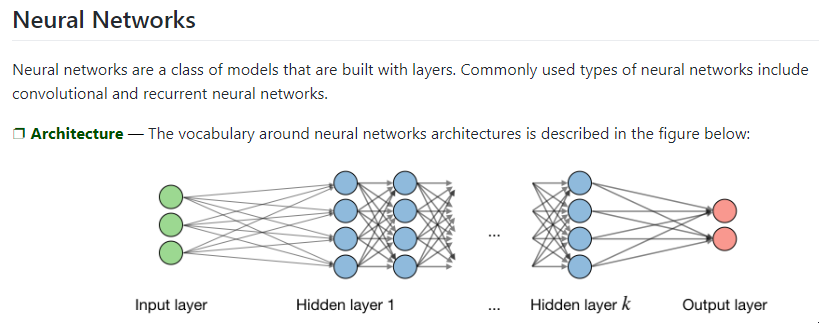 Neural Networks
Neural networks are a class of models that are built with layers. Commonly used types of neural networks include
convolutional and recurrent neural networks.
❐ Architecture — The vocabulary around neural networks architectures is described in the figure below:
...
Input layer Hidden layer 1 ... Hidden layer k Output layer